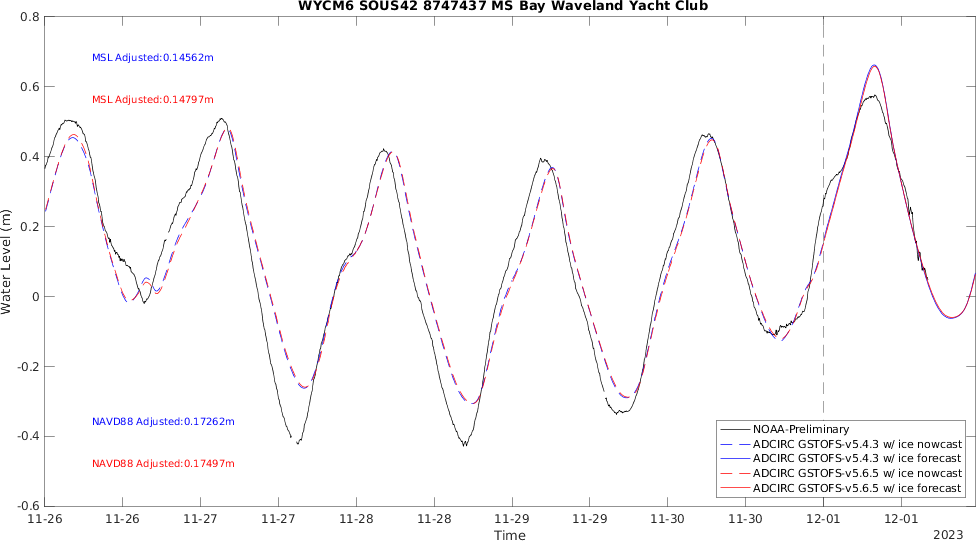 WYCM6 SOUS42 8747437 MS Bay Waveland Yacht Club
0.8
MSL Adjusted:0.14562m
0.6
MSL Adjusted:0.14797m
0.4
0.2
Water Level (m)
0
-0.2
NAVD88 Adjusted:0.17262m
-0.4
NAVD88 Adjusted:0.17497m
-0.6
NOAA-Preliminary
ADCIRC GSTOFS-v5.4.3 w/ ice nowcast
ADCIRC GSTOFS-v5.4.3 w/ ice forecast
ADCIRC GSTOFS-v5.6.5 w/ ice nowcast
ADCIRC GSTOFS-v5.6.5 w/ ice forecast
11-26 11-26 11-27 11-27 11-28 11-28 11-29 11-29 11-30 11-30 12-01 12-01
Time
2023